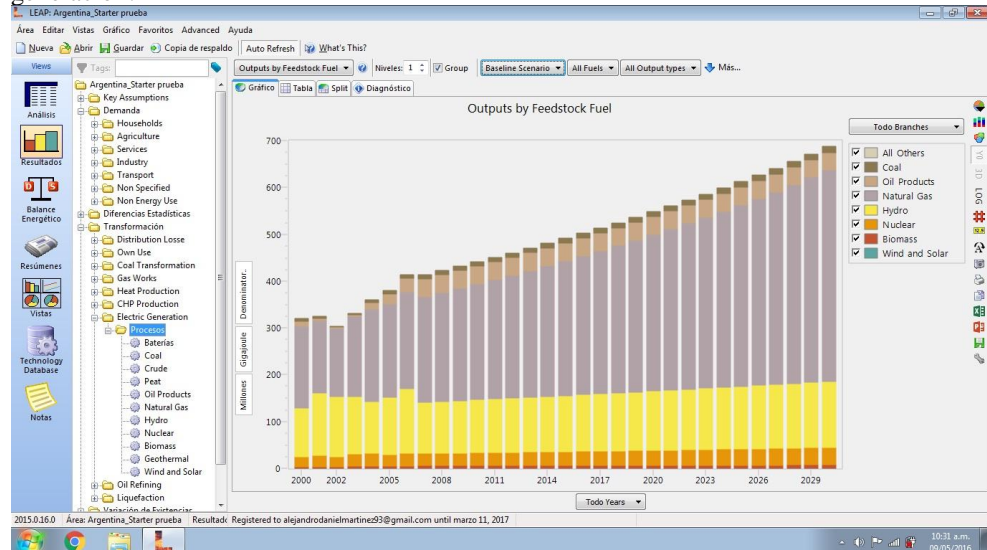 LEAP: Argentina_Starter prueba
Área Editar Vistas Gráfico Favoritos Advanced Ayuda
Nueva Abrir Guardar Copia de respaldo Auto Refresh What's This?
Views
Tags:
Outputs by Feedstock Fuel Niveles: 1 Group Baseline Scenario All Fuels All Output types Más...
Gráfico Tabla Split Diagnóstico
Análisis
Resultados
Balance Energético
Resúmenes
Vistas
Technology Database
Notas
Argentina_Starter prueba
Key Assumptions
Demanda
Households
Agriculture
Services
Industry
Transport
Non Specified
Non Energy Use
Diferencias Estadísticas
Transformación
Distribution Losse
Own Use
Coal Transformation
Gas Works
Heat Production
CHP Production
Electric Generation
Procesos
Baterías
Coal
Crude
Peat
Oil Products
Natural Gas
Hydro
Nuclear
Biomass
Geothermal
Wind and Solar
Oil Refining
Liquefaction
Variación de Existencias
Outputs by Feedstock Fuel
700
600
500
400
300
200
100
0
Denominator.
Gigajoule
Millones
2000 2002 2005 2008 2011 2014 2017 2020 2023 2026 2029
Todo Years
Todo Branches
All Others
Coal
Oil Products
Natural Gas
Hydro
Nuclear
Biomass
Wind and Solar
3D
LOG
2015.0.16.0 Área: Argentina_Starter prueba Resultado Registered to alejandrodanielmartinez93@gmail.com until marzo 11, 2017
10:31 a.m.
09/05/2016